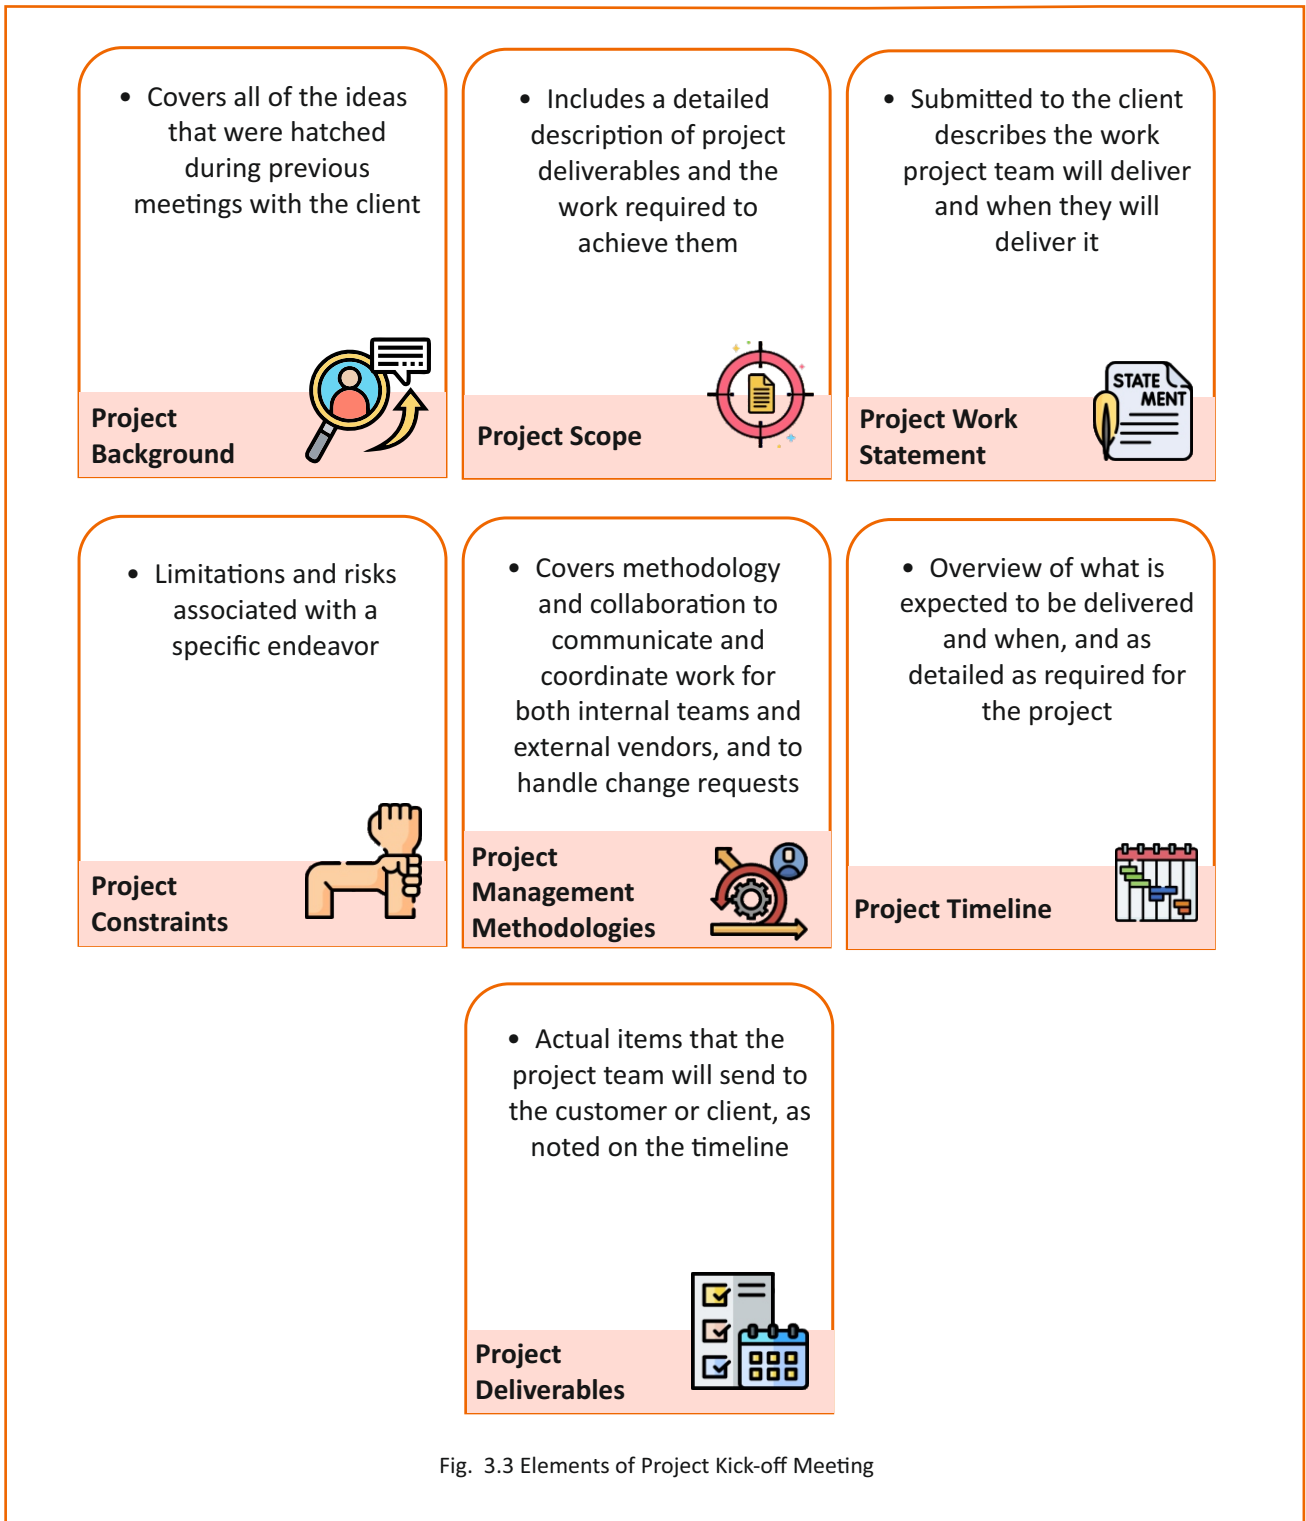 • Covers all of the ideas
that were hatched
during previous
meetings with the client
Project
Background
• Includes a detailed
description of project
deliverables and the
work required to
achieve them
Project Scope
• Submitted to the client
describes the work
project team will deliver
and when they will
deliver it
STATE
MENT
Project Work
Statement
• Limitations and risks
associated with a
specific endeavor
Project
Constraints
• Covers methodology
and collaboration to
communicate and
coordinate work for
both internal teams and
external vendors, and to
handle change requests
Project
Management
Methodologies
• Overview of what is
expected to be delivered
and when, and as
detailed as required for
the project
Project Timeline
• Actual items that the
project team will send to
the customer or client, as
noted on the timeline
Project
Deliverables
Fig. 3.3 Elements of Project Kick-off Meeting